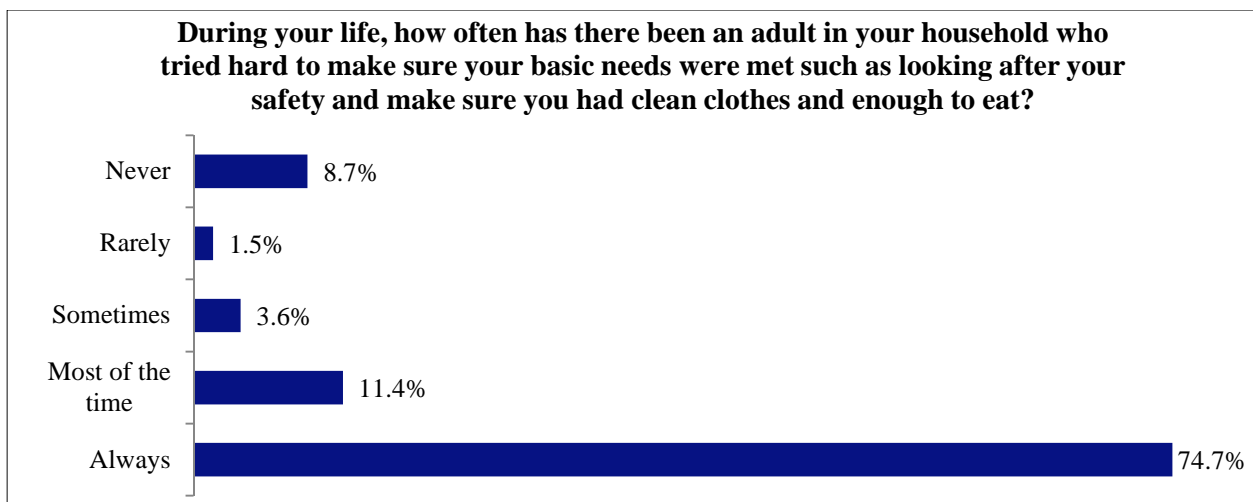 During your life, how often has there been an adult in your household who
tried hard to make sure your basic needs were met such as looking after your
safety and make sure you had clean clothes and enough to eat?
Never
8.7%
Rarely
1.5%
Sometimes
3.6%
Most of the
time
11.4%
Always
74.7%